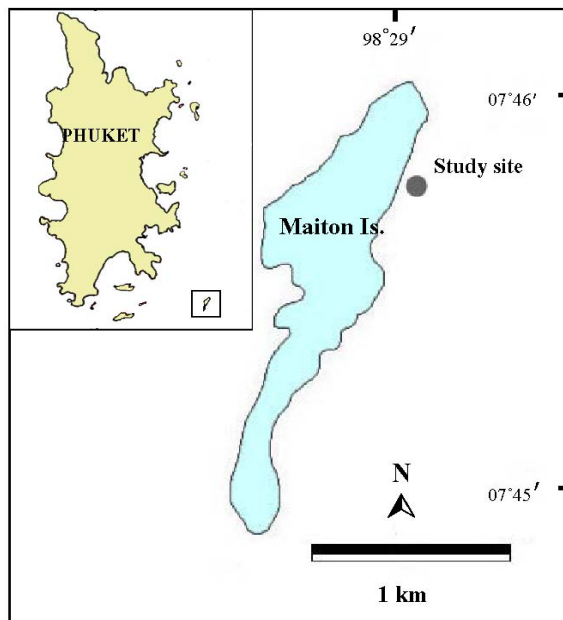 98°29′
07°46′
PHUKET
Study site
Maiton Is.
N
07°45′
1 km